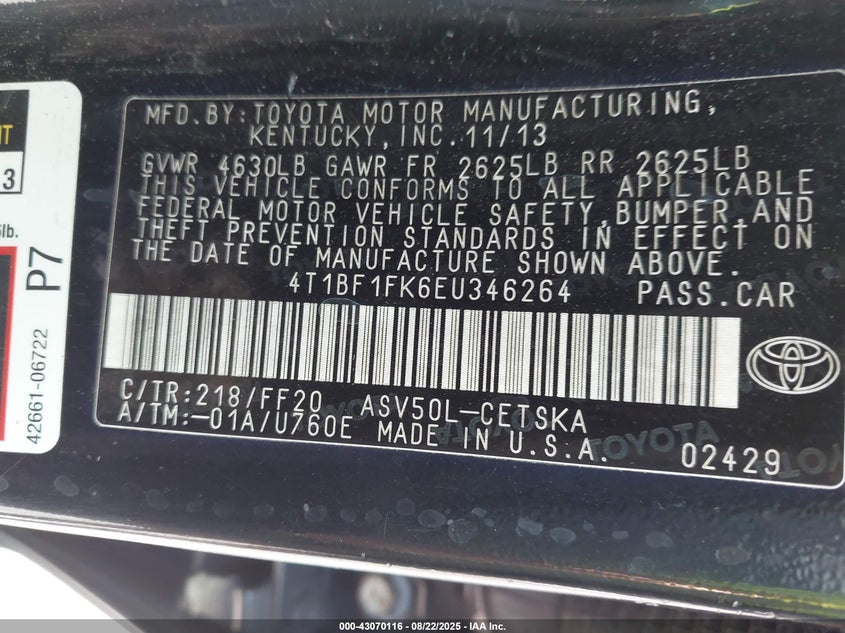 MFD.BY:TOYOTA MOTOR MANUFACTURING,
KENTUCKY,INC.11/13
GVWR 4630LB GAWR FR 2625LB RR 2625LB
THIS VEHICLE CONFORMS TO ALL APPLICABLE
FEDERAL MOTOR VEHICLE SAFETY,BUMPER,AND
THEFT PREVENTION STANDARDS IN EFFECT ON
THE DATE OF MANUFACTURE SHOWN ABOVE.
4T1BF1FK6EU346264 PASS.CAR
C/TR:218/FF20 ASV50L-CETSKA
A/TM:-01A/U760E MADE IN U.S.A.
02429
TOYOTA
lb.
P7
42661-06722
000-43070116 - 08/22/2025 - IAA Inc.